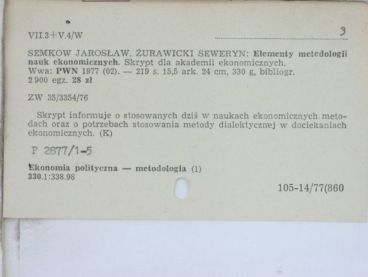 3
VII.3+V.4/W
SEMKOW JAROSŁAW, ŻURAWICKI SEWERYN: Elementy metodologii
nauk ekonomicznych. Skrypt dla akademii ekonomicznych.
Wwa: PWN 1977 (02). — 219 s. 15,5 ark. 24 cm, 330 g, bibliogr.
2 900 egz. 28 zł
ZW 35/3354/76
Skrypt informuje o stosowanych dziś w naukach ekonomicznych meto-
dach oraz o potrzebach stosowania metody dialektycznej w dociekaniach
ekonomicznych. (K)
P 2877/1-5
Ekonomia polityczna — metodologia (1)
330.1:338.98
105-14/77(860